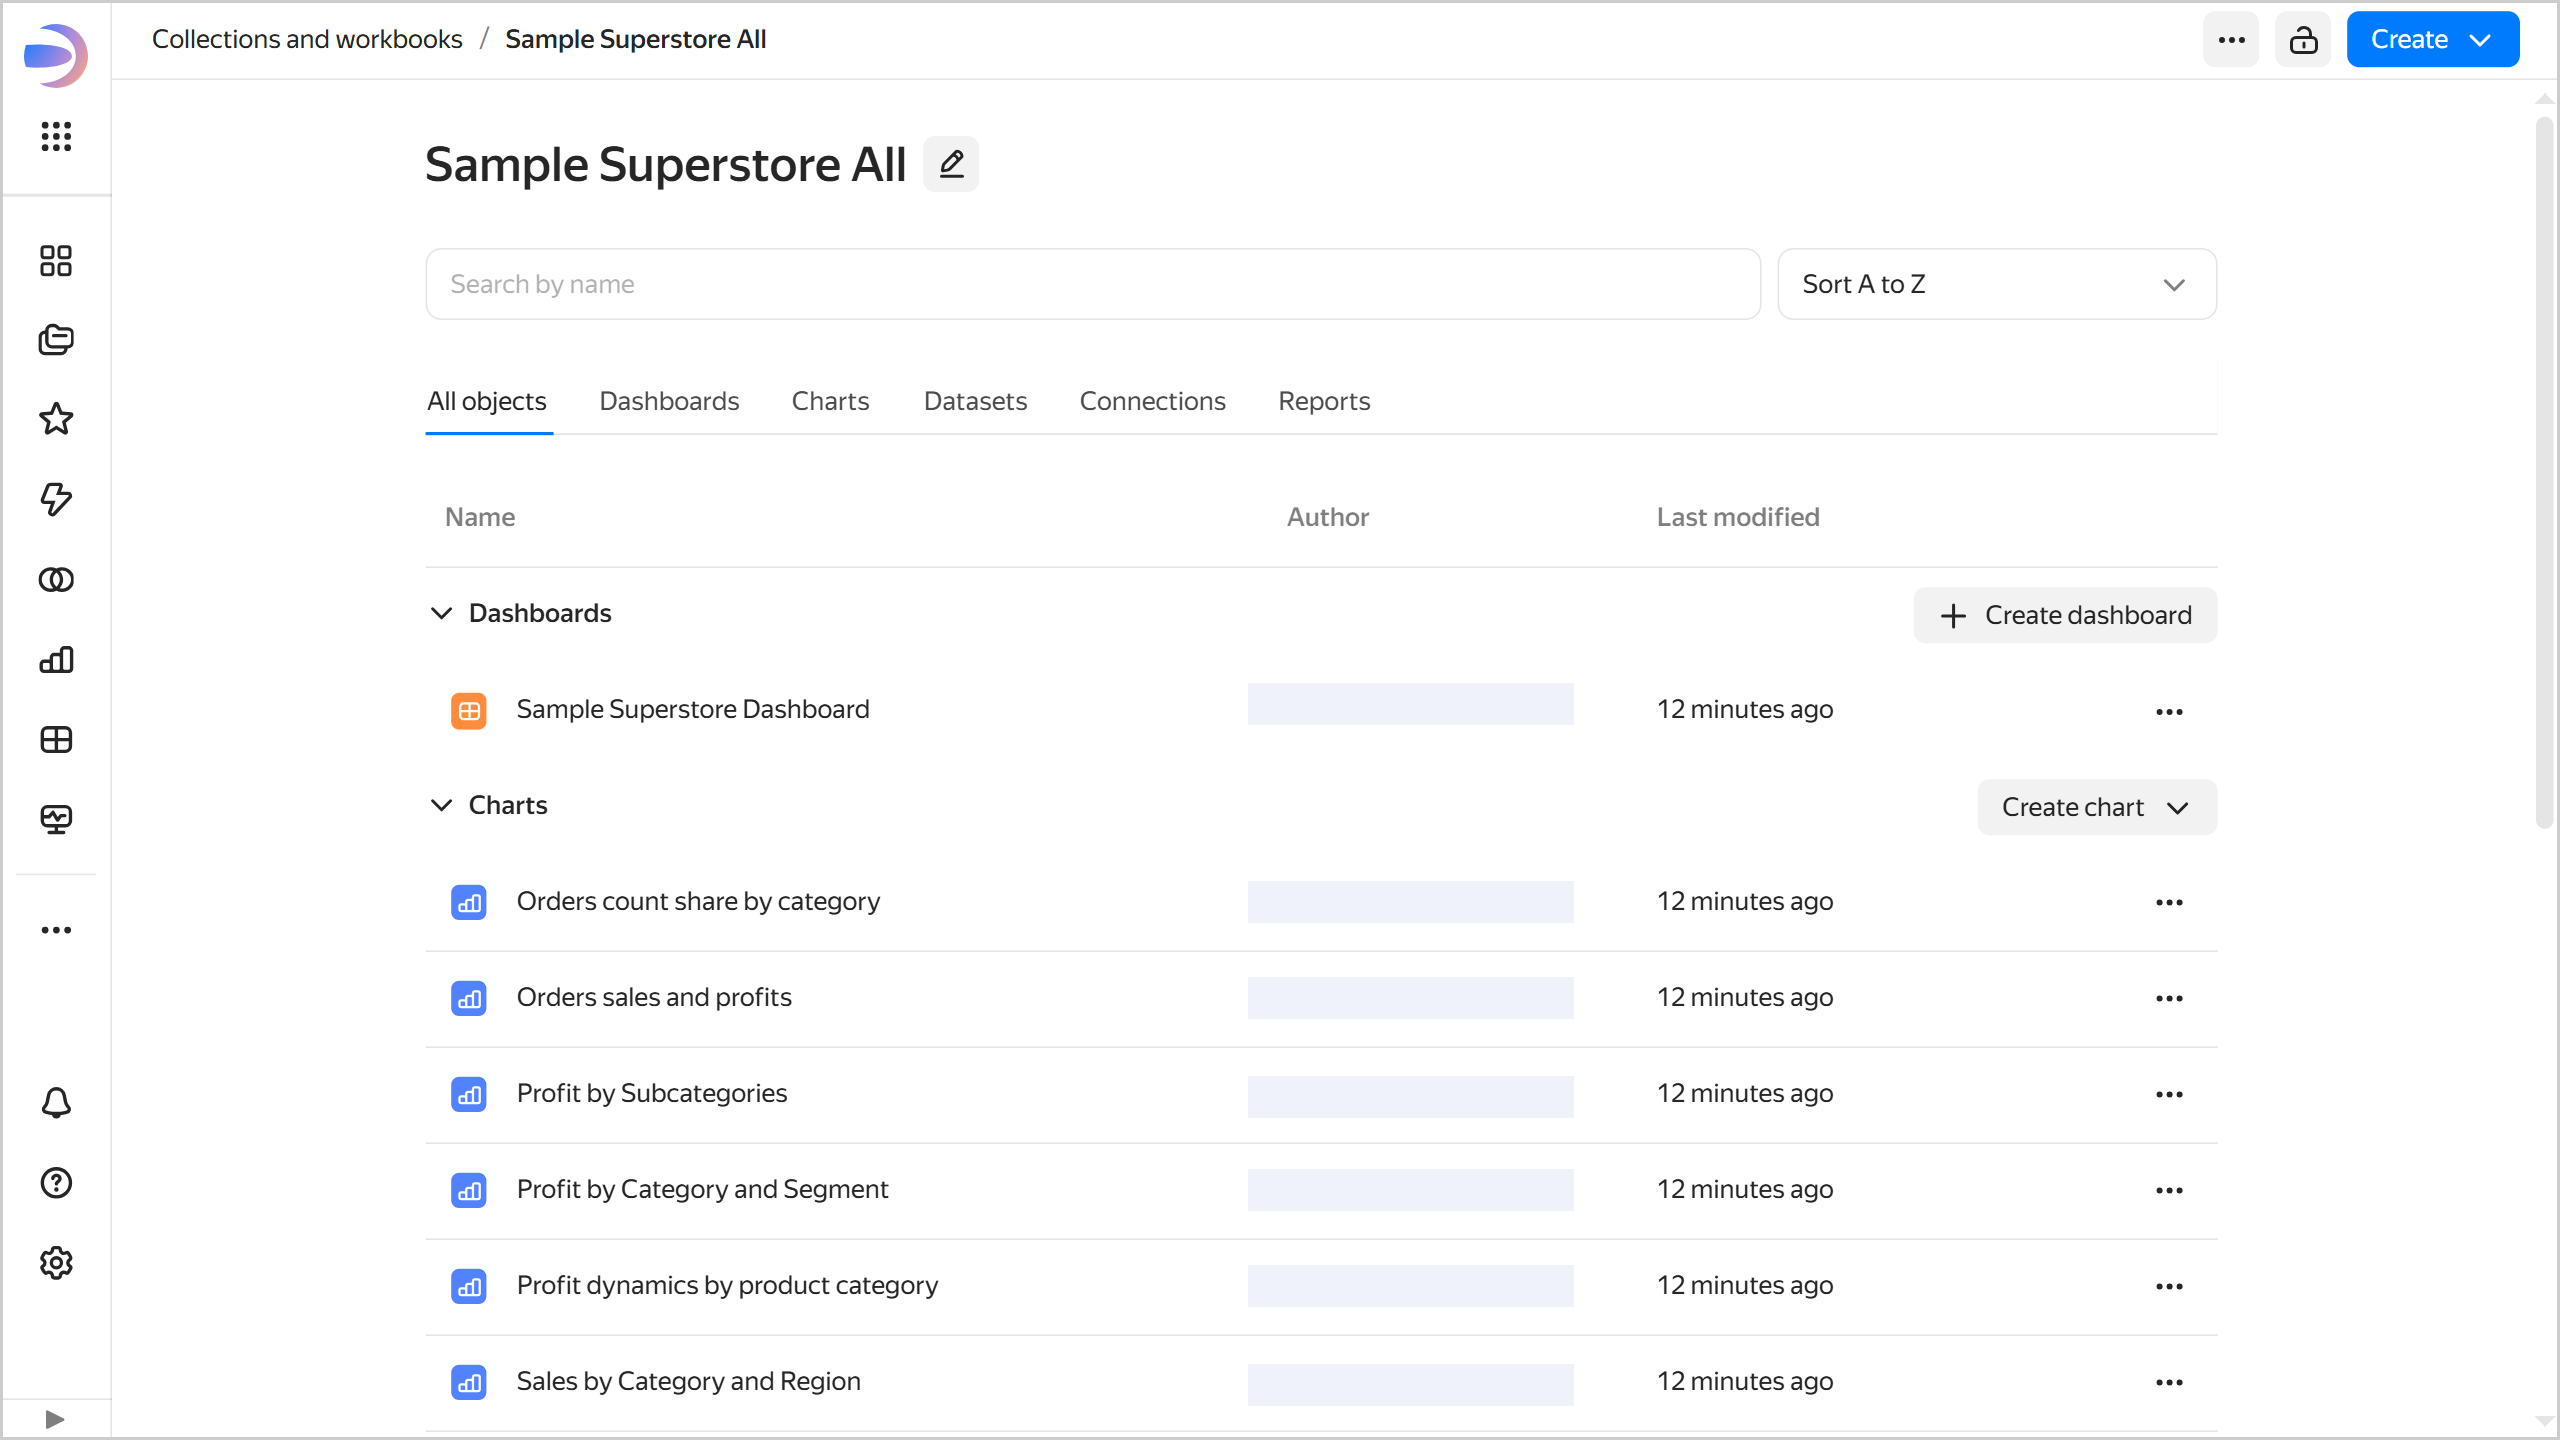 Collections and workbooks / Sample Superstore All
Create
Sample Superstore All
Search by name
Sort A to Z
All objects Dashboards Charts Datasets Connections Reports
Name Author Last modified
Dashboards
Create dashboard
Sample Superstore Dashboard 12 minutes ago
Charts
Create chart
Orders count share by category 12 minutes ago
Orders sales and profits 12 minutes ago
Profit by Subcategories 12 minutes ago
Profit by Category and Segment 12 minutes ago
Profit dynamics by product category 12 minutes ago
Sales by Category and Region 12 minutes ago